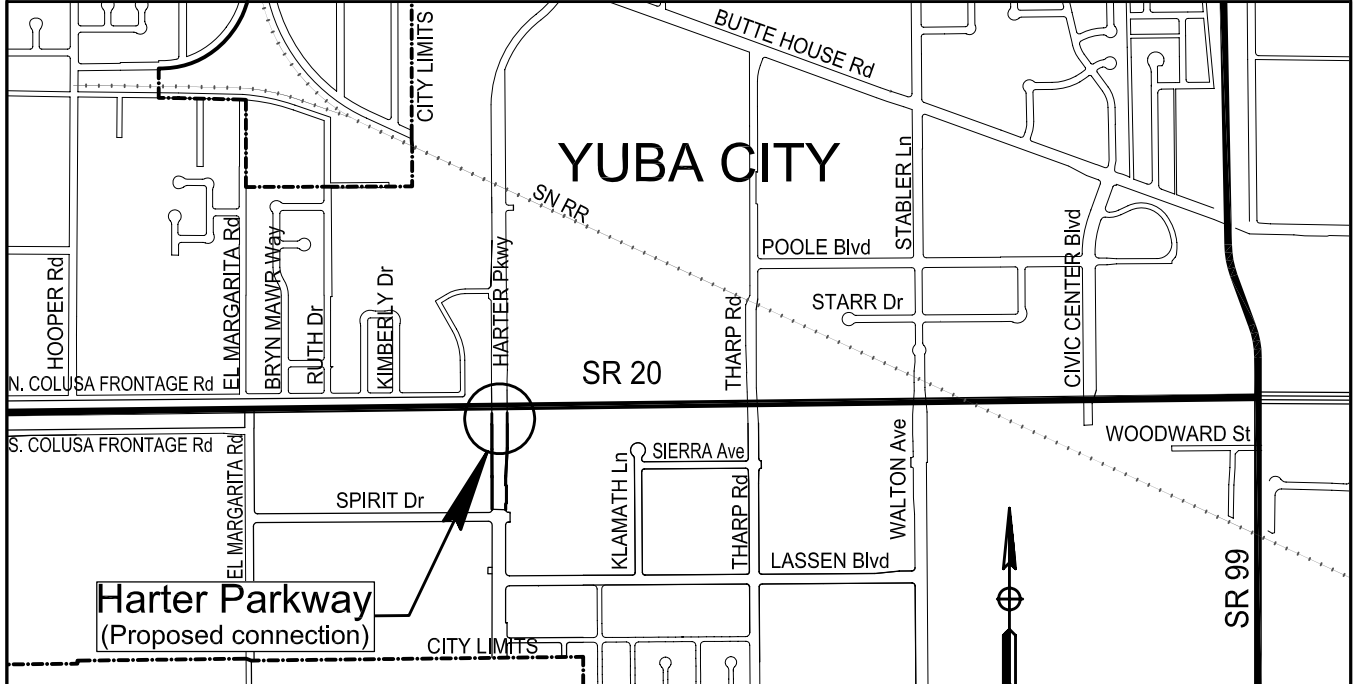 BUTTE HOUSE Rd
CITY LIMITS
YUBA CITY
SN RR
STABLER Ln
POOLE Blvd
HOOPER Rd
EL MARGARITA Rd
BRYN MAWR Way
RUTH Dr
KIMBERLY Dr
HARTER Pkwy
THARP Rd
STARR Dr
CIVIC CENTER Blvd
SR 20
N. COLUSA FRONTAGE Rd
S. COLUSA FRONTAGE Rd
EL MARGARITA Rd
SPIRIT Dr
KLAMATH Ln
SIERRA Ave
THARP Rd
WALTON Ave
WOODWARD St
LASSEN Blvd
SR 99
Harter Parkway
(Proposed connection)
CITY LIMITS